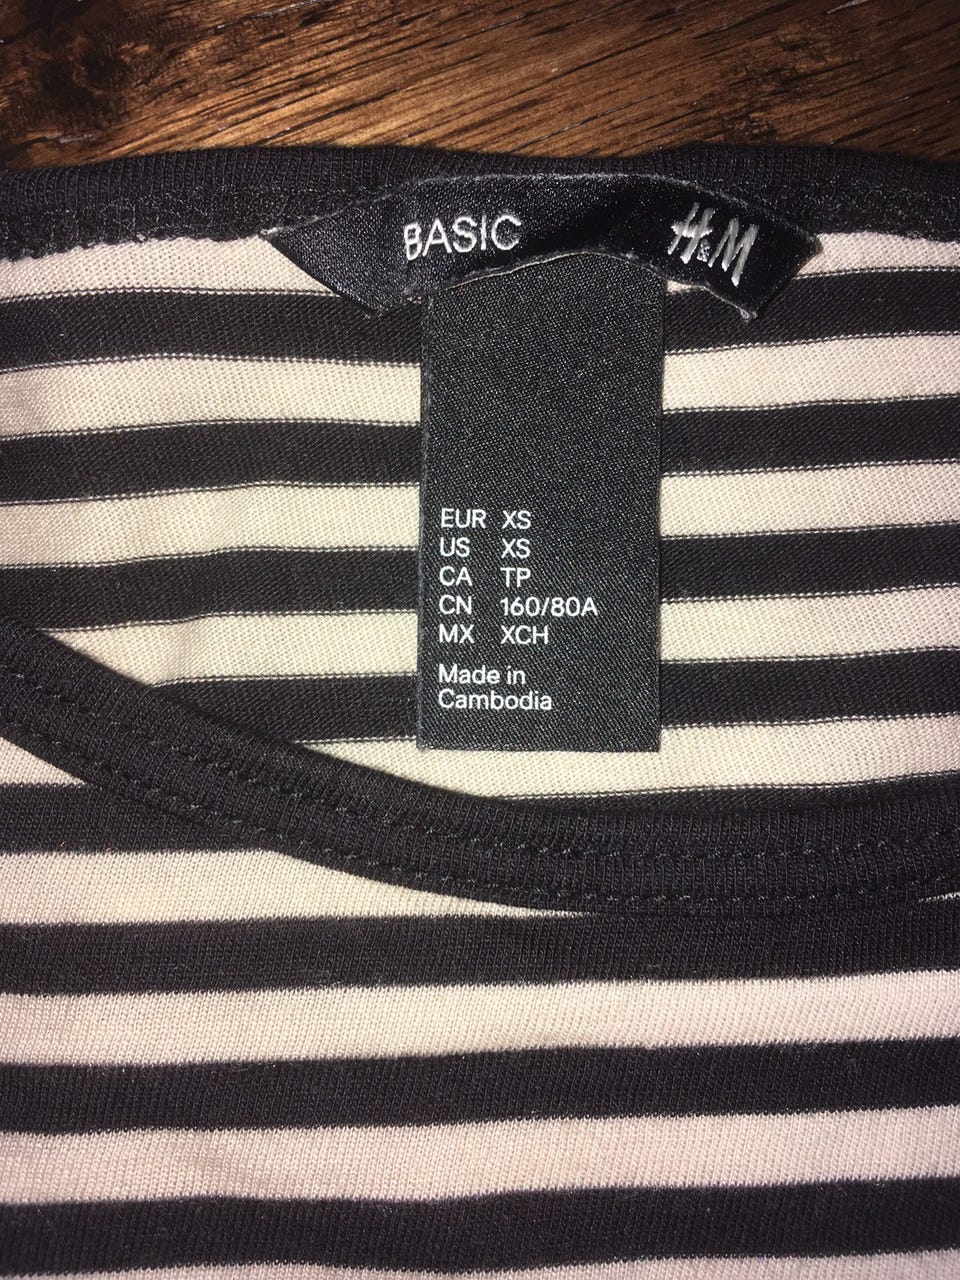 BASIC H&M
EUR XS
US XS
CA TP
CN 160/80A
MX XCH
Made in
Cambodia